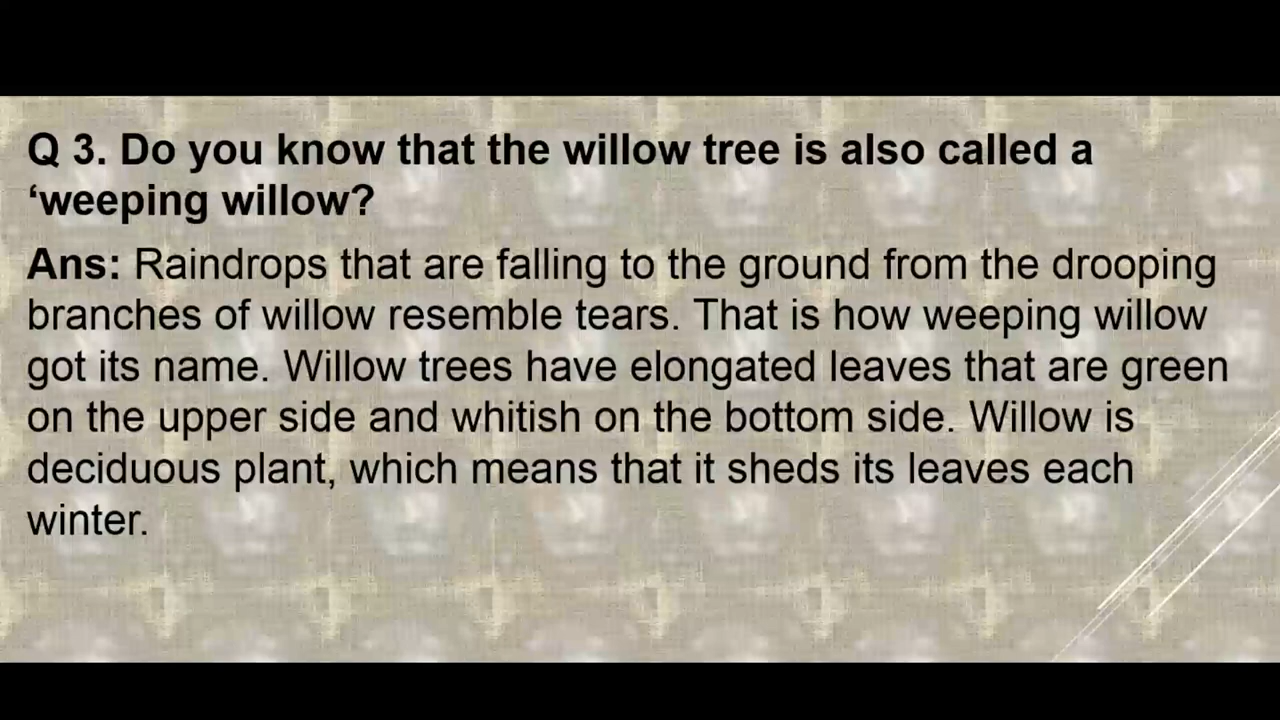 Q 3. Do you know that the willow tree is also called a
‘weeping willow?
Ans: Raindrops that are falling to the ground from the drooping
branches of willow resemble tears. That is how weeping willow
got its name. Willow trees have elongated leaves that are green
on the upper side and whitish on the bottom side. Willow is
deciduous plant, which means that it sheds its leaves each
winter.